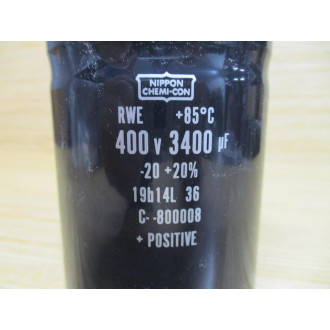 NIPPON
CHEMI-CON
RWE +85°C
400 V 3400 µF
-20 +20%
19b14L 36
C- -800008
+ POSITIVE